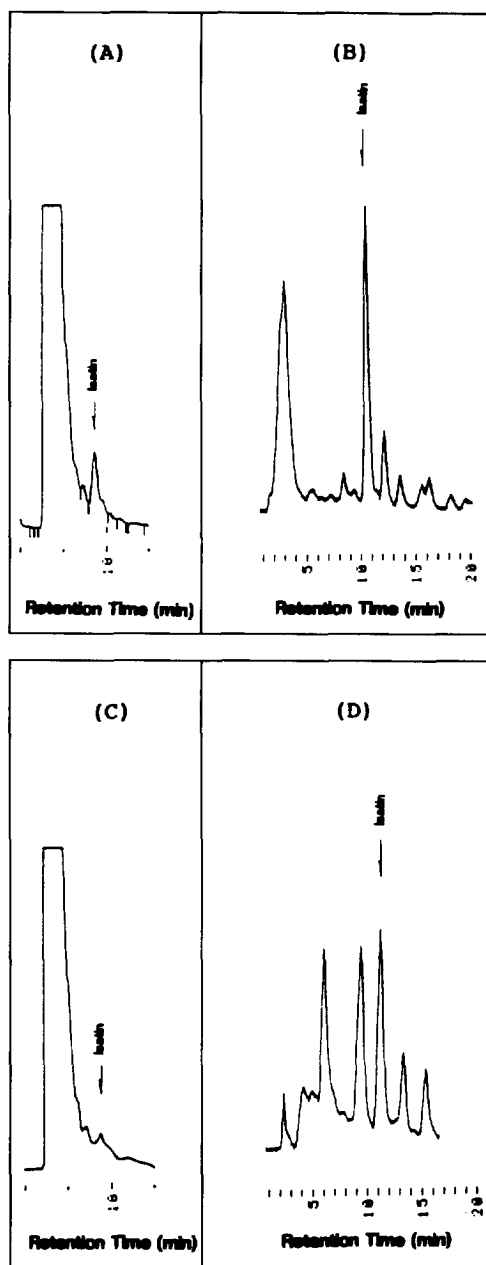 (A)
(B)
Isatin
Isatin
10
5
10
15
20
Retention Time (min)
Retention Time (min)
(C)
(D)
Isatin
Isatin
10
5
10
15
20
Retention Time (min)
Retention Time (min)